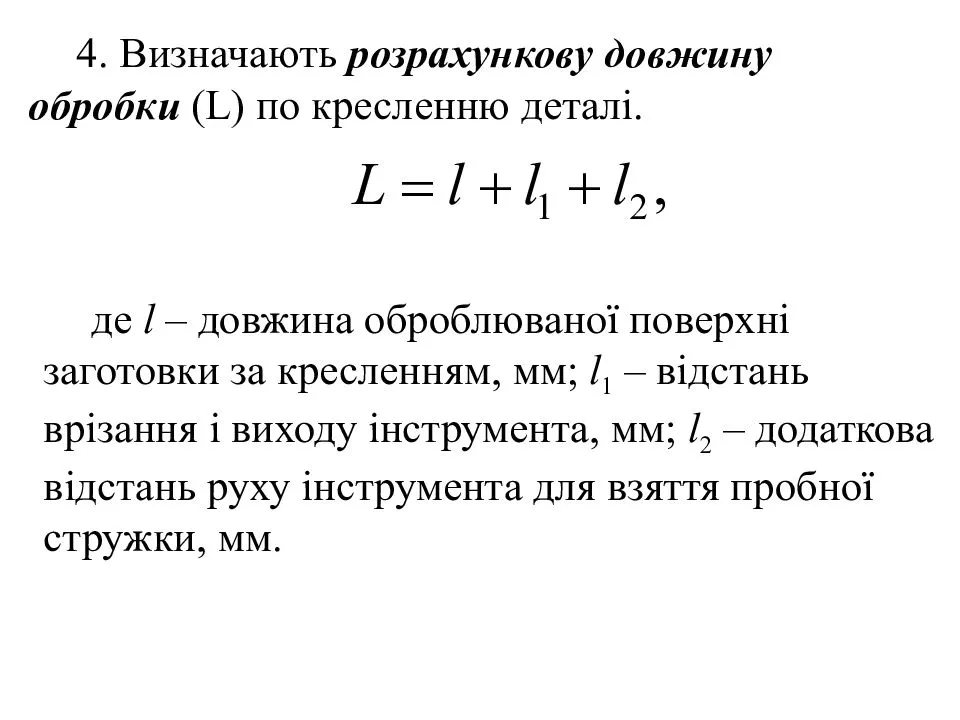 4. Визначають розрахункову довжину
обробки (L) по кресленню деталі.
L = l + l₁ + l₂,
де l – довжина оброблюваної поверхні
заготовки за кресленням, мм; l₁ – відстань
врізання і виходу інструмента, мм; l₂ – додаткова
відстань руху інструмента для взяття пробної
стружки, мм.